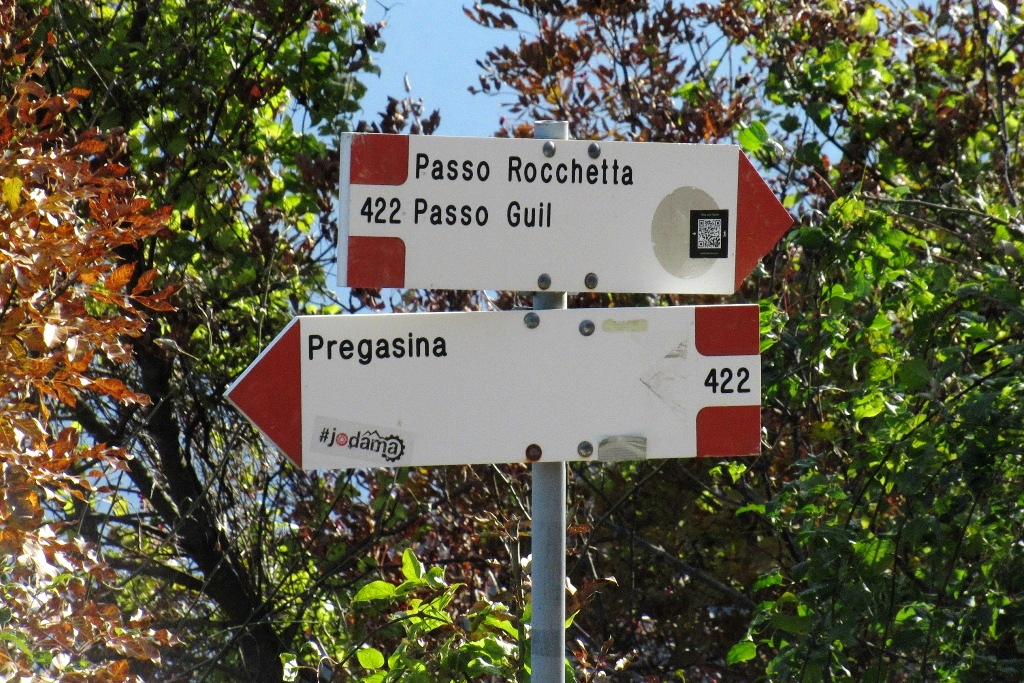 Passo Rocchetta
422 Passo Guil
Pregasina
422
#jodama